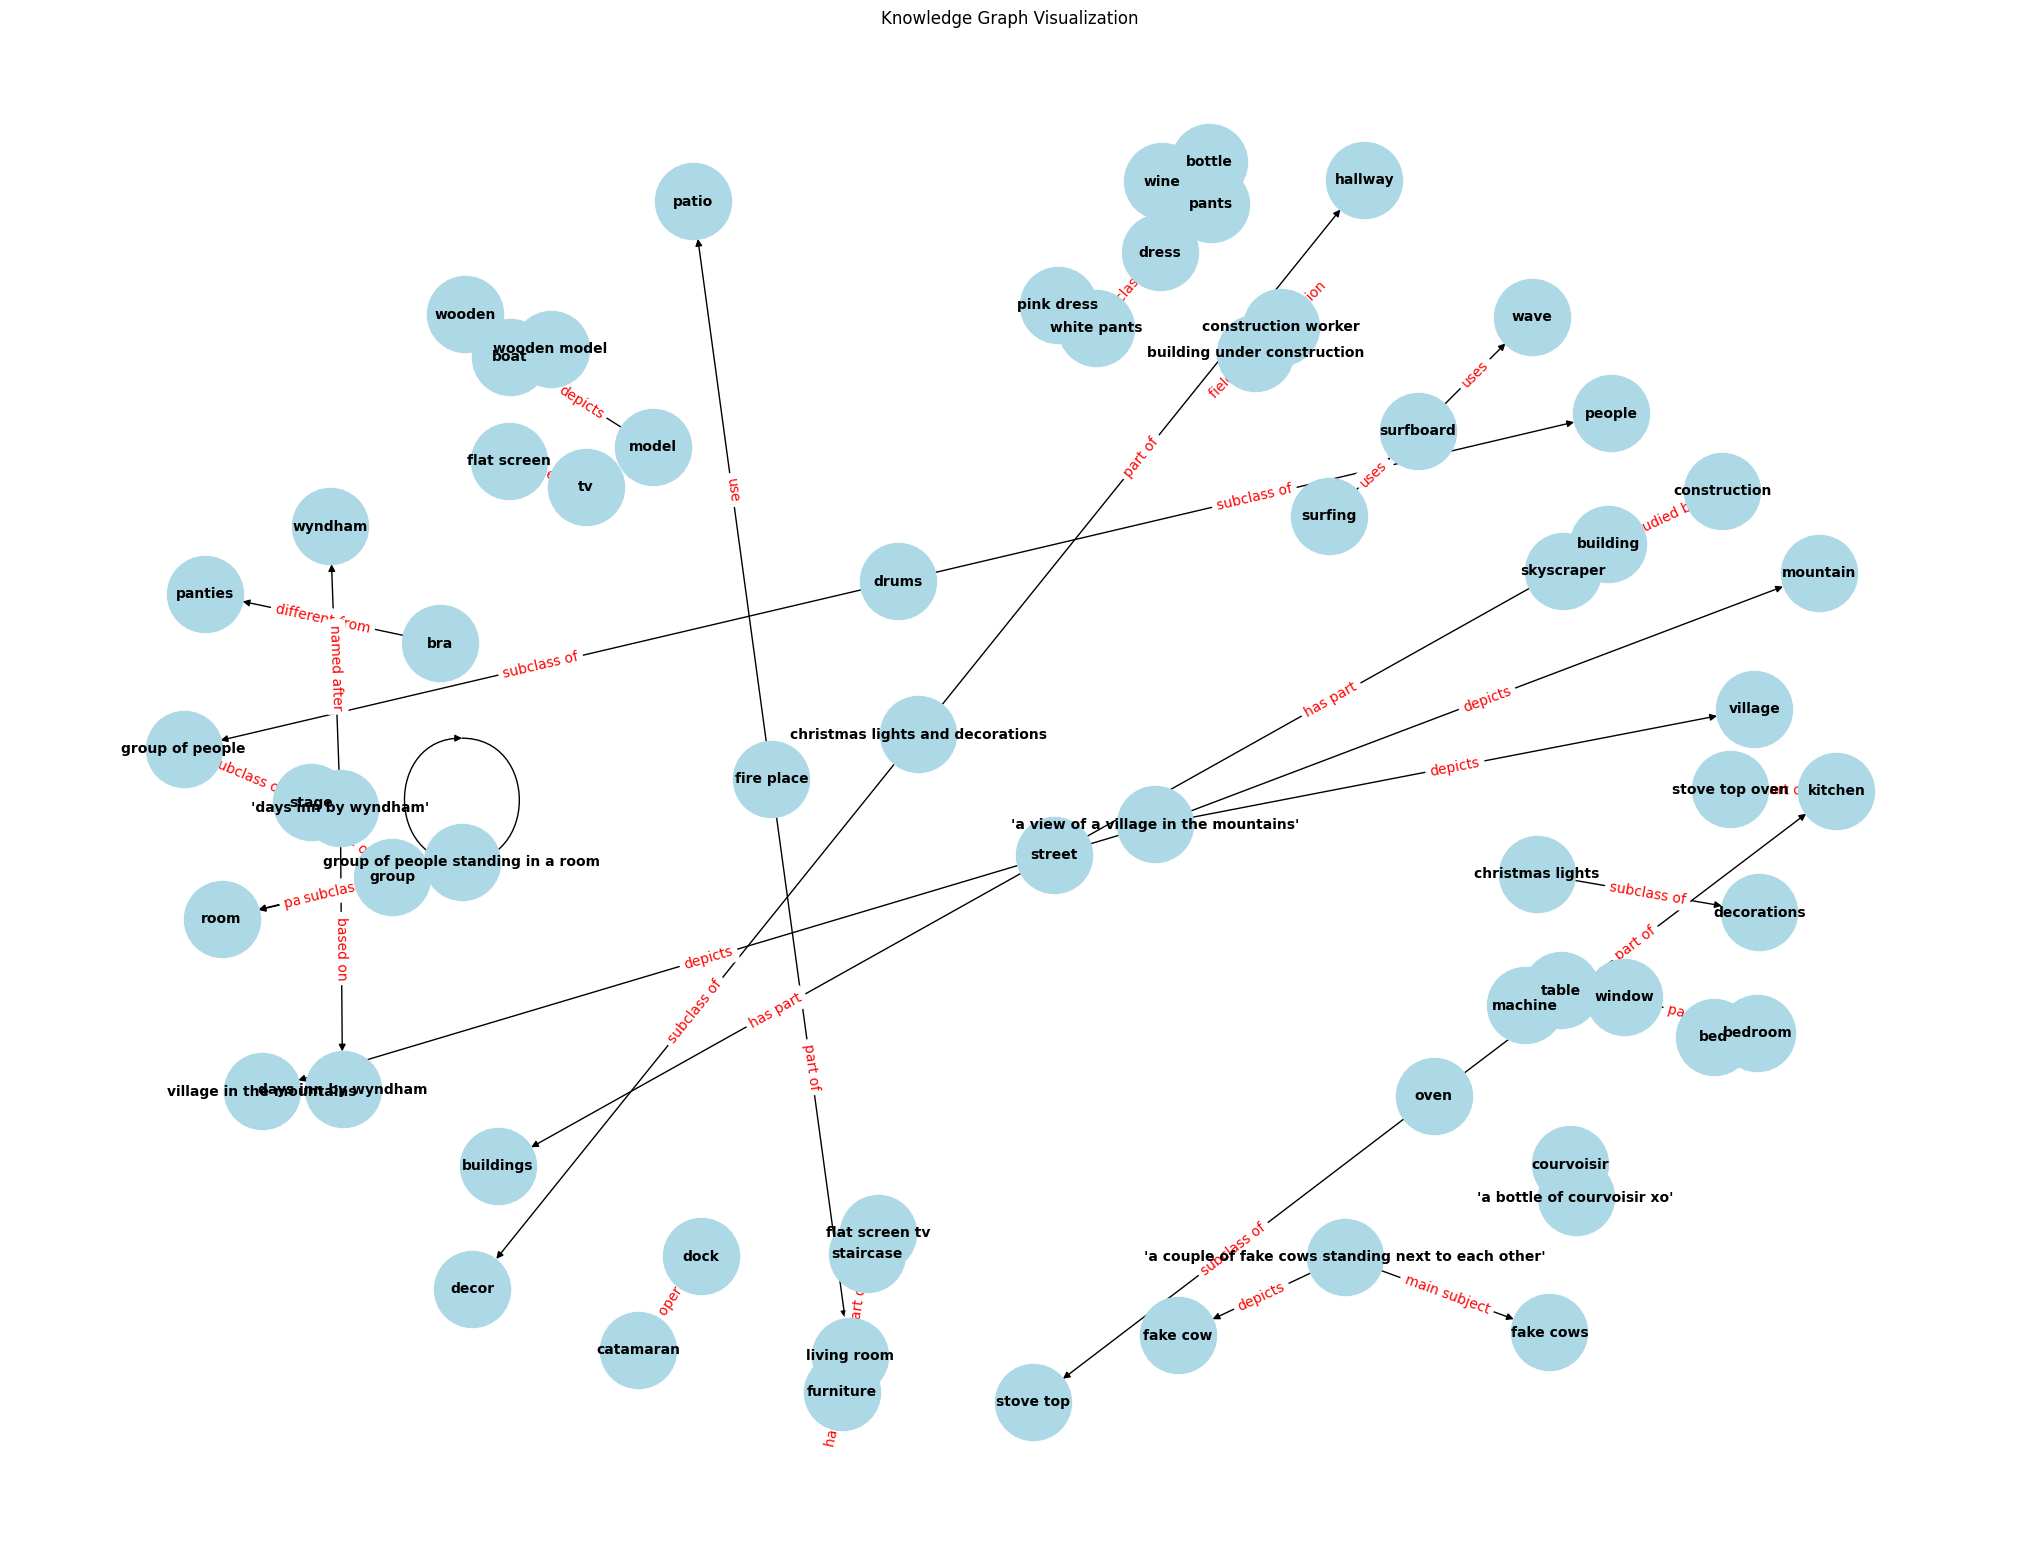 Knowledge Graph Visualization
bottle
wine
hallway
patio
pants
dress
pink dress
wooden
wave
white pants
construction worker
wooden model
boat
building under construction
uses
depicts
people
surfboard
model
part of
flat screen
tv
uses
use
construction
subclass of
surfing
wyndham
building
skyscraper
mountain
drums
panties
different from
bra
named after
subclass of
has part
depicts
village
christmas lights and decorations
group of people
depicts
fire place
stove top oven
kitchen
stage
'days inn by wyndham'
'a view of a village in the mountains'
street
group of people standing in a room
group
christmas lights
subclass of
decorations
room
based on
depicts
part of
table
window
machine
subclass of
has part
bed
bedroom
part of
village in the mountains
days inn by wyndham
oven
buildings
courvoisir
'a bottle of courvoisir xo'
flat screen tv
subclass of
staircase
dock
'a couple of fake cows standing next to each other'
decor
depicts
main subject
fake cow
fake cows
catamaran
living room
furniture
stove top